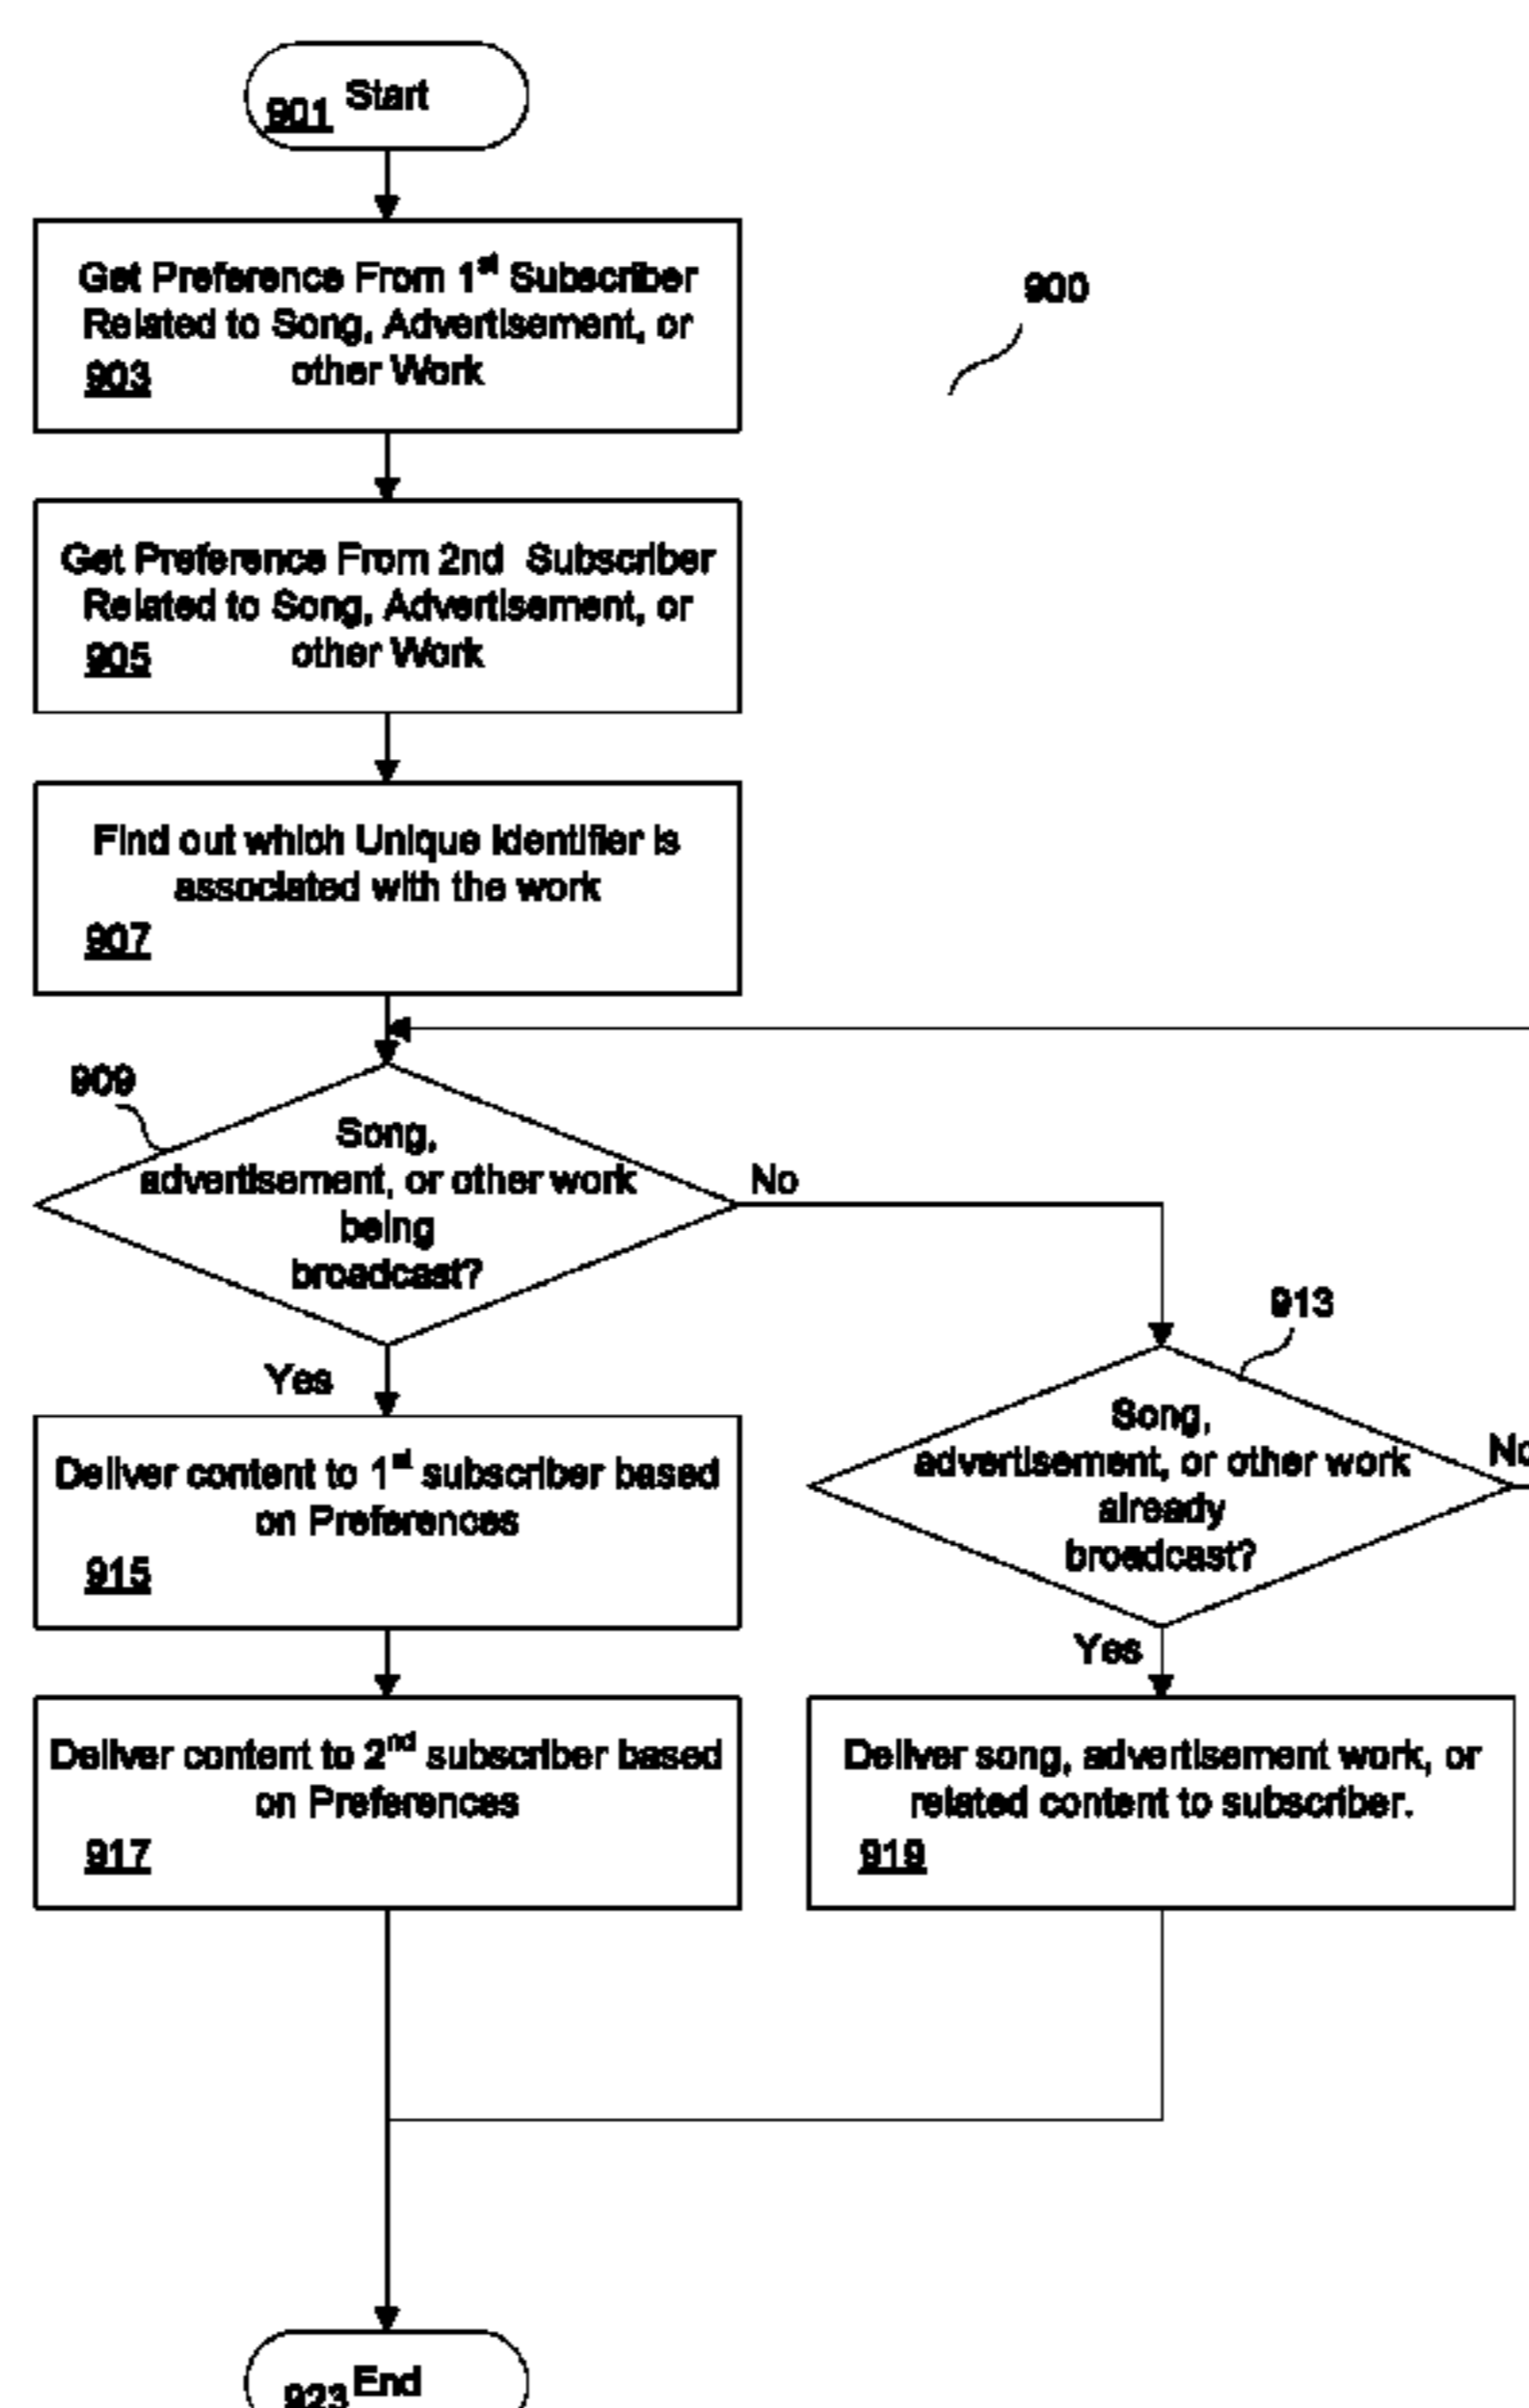 Start
901
Get Preference From 1st Subscriber
Related to Song, Advertisement, or
other Work
903
900
Get Preference From 2nd Subscriber
Related to Song, Advertisement, or
other Work
905
Find out which Unique Identifier is
associated with the work
907
909
Song,
advertisement, or other work
being
broadcast?
No
Yes
913
Song,
advertisement, or other work
already
broadcast?
No
Yes
Deliver content to 1st subscriber based
on Preferences
915
Deliver content to 2nd subscriber based
on Preferences
917
Deliver song, advertisement work, or
related content to subscriber.
919
End
923